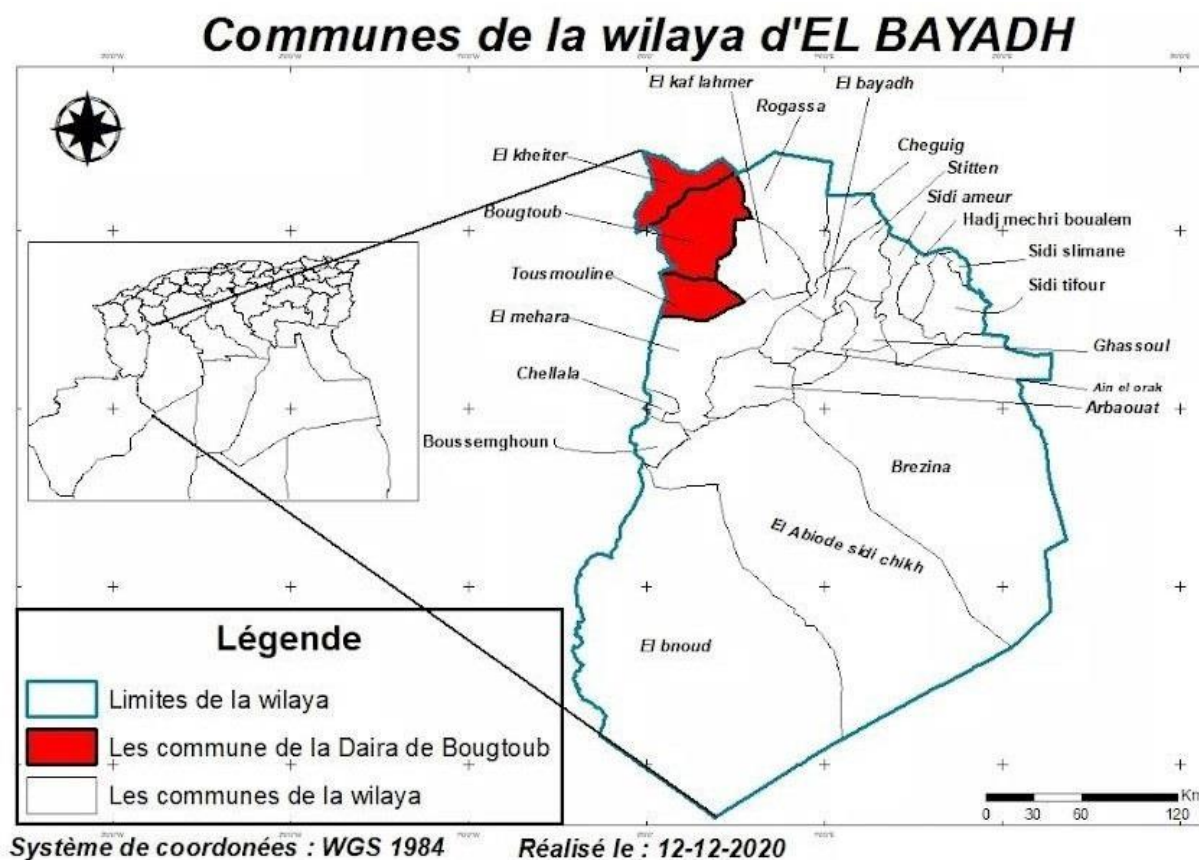 Communes de la wilaya d'EL BAYADH
El kaf lahmer
El bayadh
Rogassa
Cheguig
El kheiter
Stitten
Sidi ameur
Bougtoub
Hadj mechri boualem
Sidi slimane
Tousmouline
Sidi tifour
El mehara
Ghassoul
Chellala
Ain el orak
Arbaouat
Boussemghoun
Brezina
El Abiode sidi chikh
El bnoud
Légende
Limites de la wilaya
Les commune de la Daira de Bougtoub
Les communes de la wilaya
Km
0 30 60 120
Système de coordonées : WGS 1984 Réalisé le : 12-12-2020